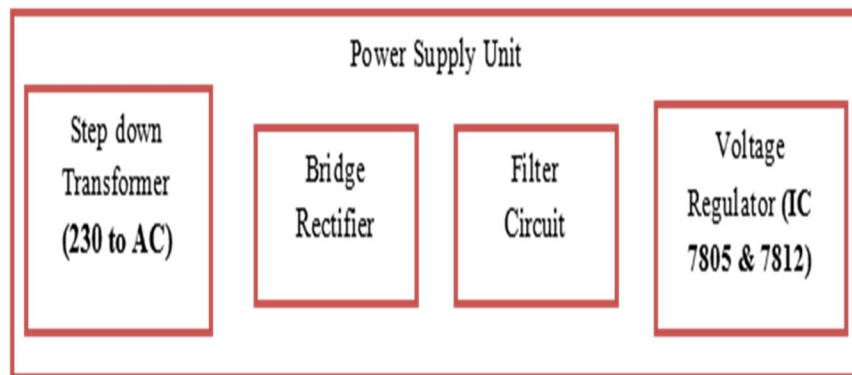 Power Supply Unit
Step down
Transformer
(230 to AC)
Bridge
Rectifier
Filter
Circuit
Voltage
Regulator (IC
7805 & 7812)